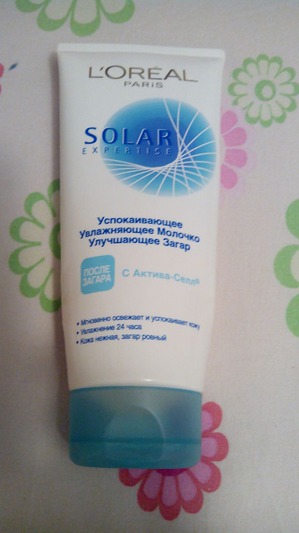 L'ORÉAL
PARIS
SOLAR
EXPERTISE
Успокаивающее
Увлажняющее Молочко
Улучшающее Загар
ПОСЛЕ
ЗАГАРА
С Актива-Селл®
• Мгновенно освежает и успокаивает кожу
• Увлажнение 24 часа
• Кожа нежная, загар ровный